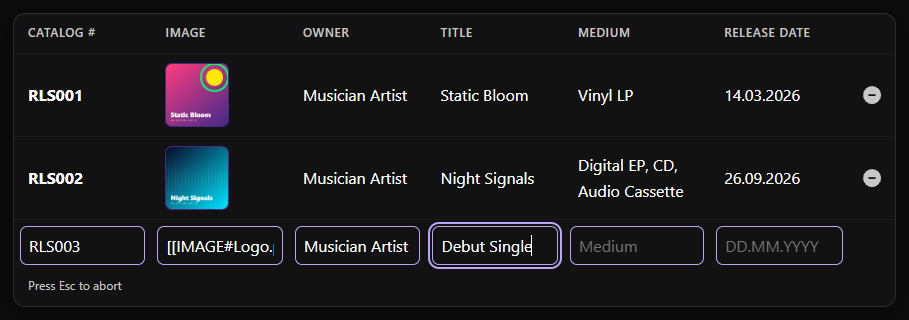 CATALOG # IMAGE OWNER TITLE MEDIUM RELEASE DATE
RLS001 Musician Artist Static Bloom Vinyl LP 14.03.2026
Static Bloom
RLS002 Musician Artist Night Signals Digital EP, CD, Audio Cassette 26.09.2026
Night Signals
RLS003 [[IMAGE#Logo. Musician Artist Debut Single Medium DD.MM.YYYY
Press Esc to abort